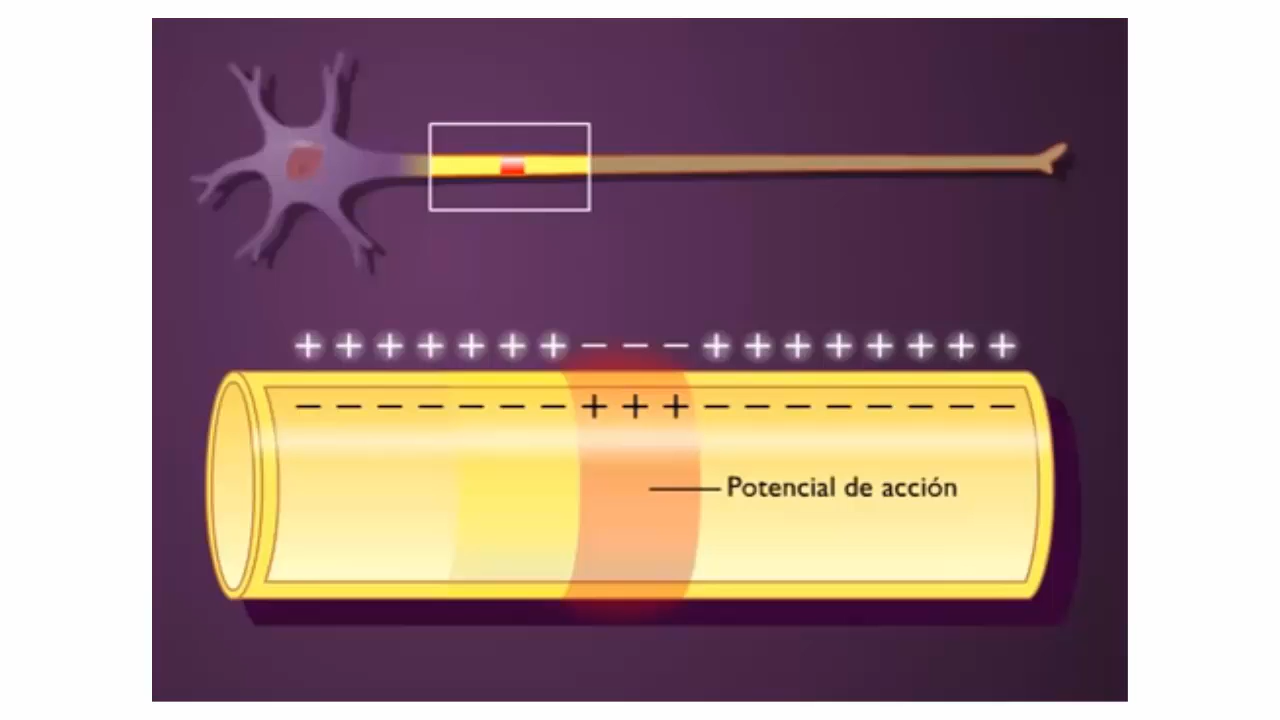 + + + + + + + − − − + + + + + + + +
− − − − − − − + + + − − − − − − − −
Potencial de acción